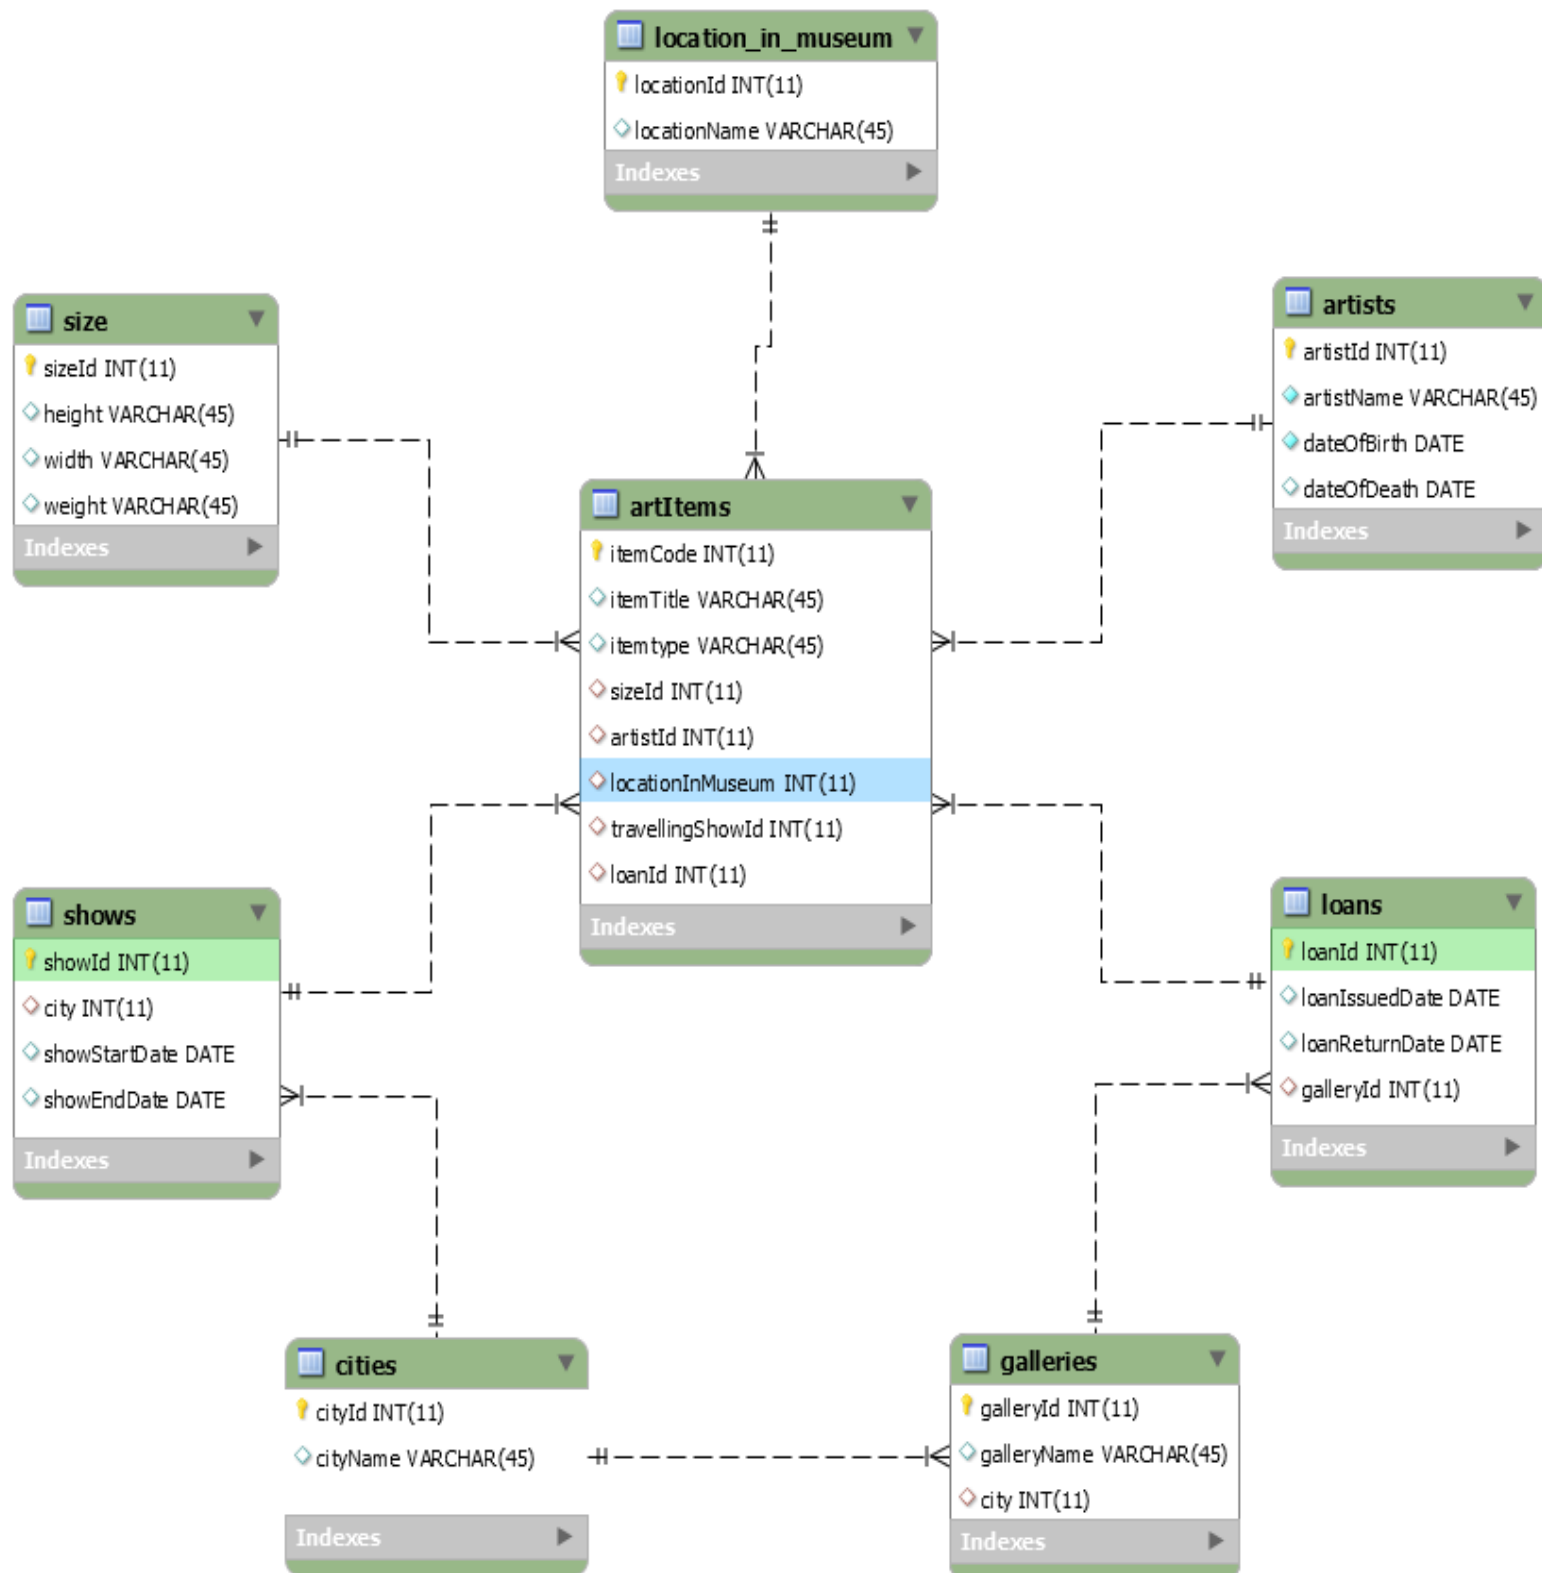 location_in_museum
locationId INT(11)
locationName VARCHAR(45)
Indexes
size
sizeId INT(11)
height VARCHAR(45)
width VARCHAR(45)
weight VARCHAR(45)
Indexes
artists
artistId INT(11)
artistName VARCHAR(45)
dateOfBirth DATE
dateOfDeath DATE
Indexes
artItems
itemCode INT(11)
itemTitle VARCHAR(45)
itemtype VARCHAR(45)
sizeId INT(11)
artistId INT(11)
locationInMuseum INT(11)
travellingShowId INT(11)
loanId INT(11)
Indexes
shows
showId INT(11)
city INT(11)
showStartDate DATE
showEndDate DATE
Indexes
loans
loanId INT(11)
loanIssuedDate DATE
loanReturnDate DATE
galleryId INT(11)
Indexes
cities
cityId INT(11)
cityName VARCHAR(45)
Indexes
galleries
galleryId INT(11)
galleryName VARCHAR(45)
city INT(11)
Indexes